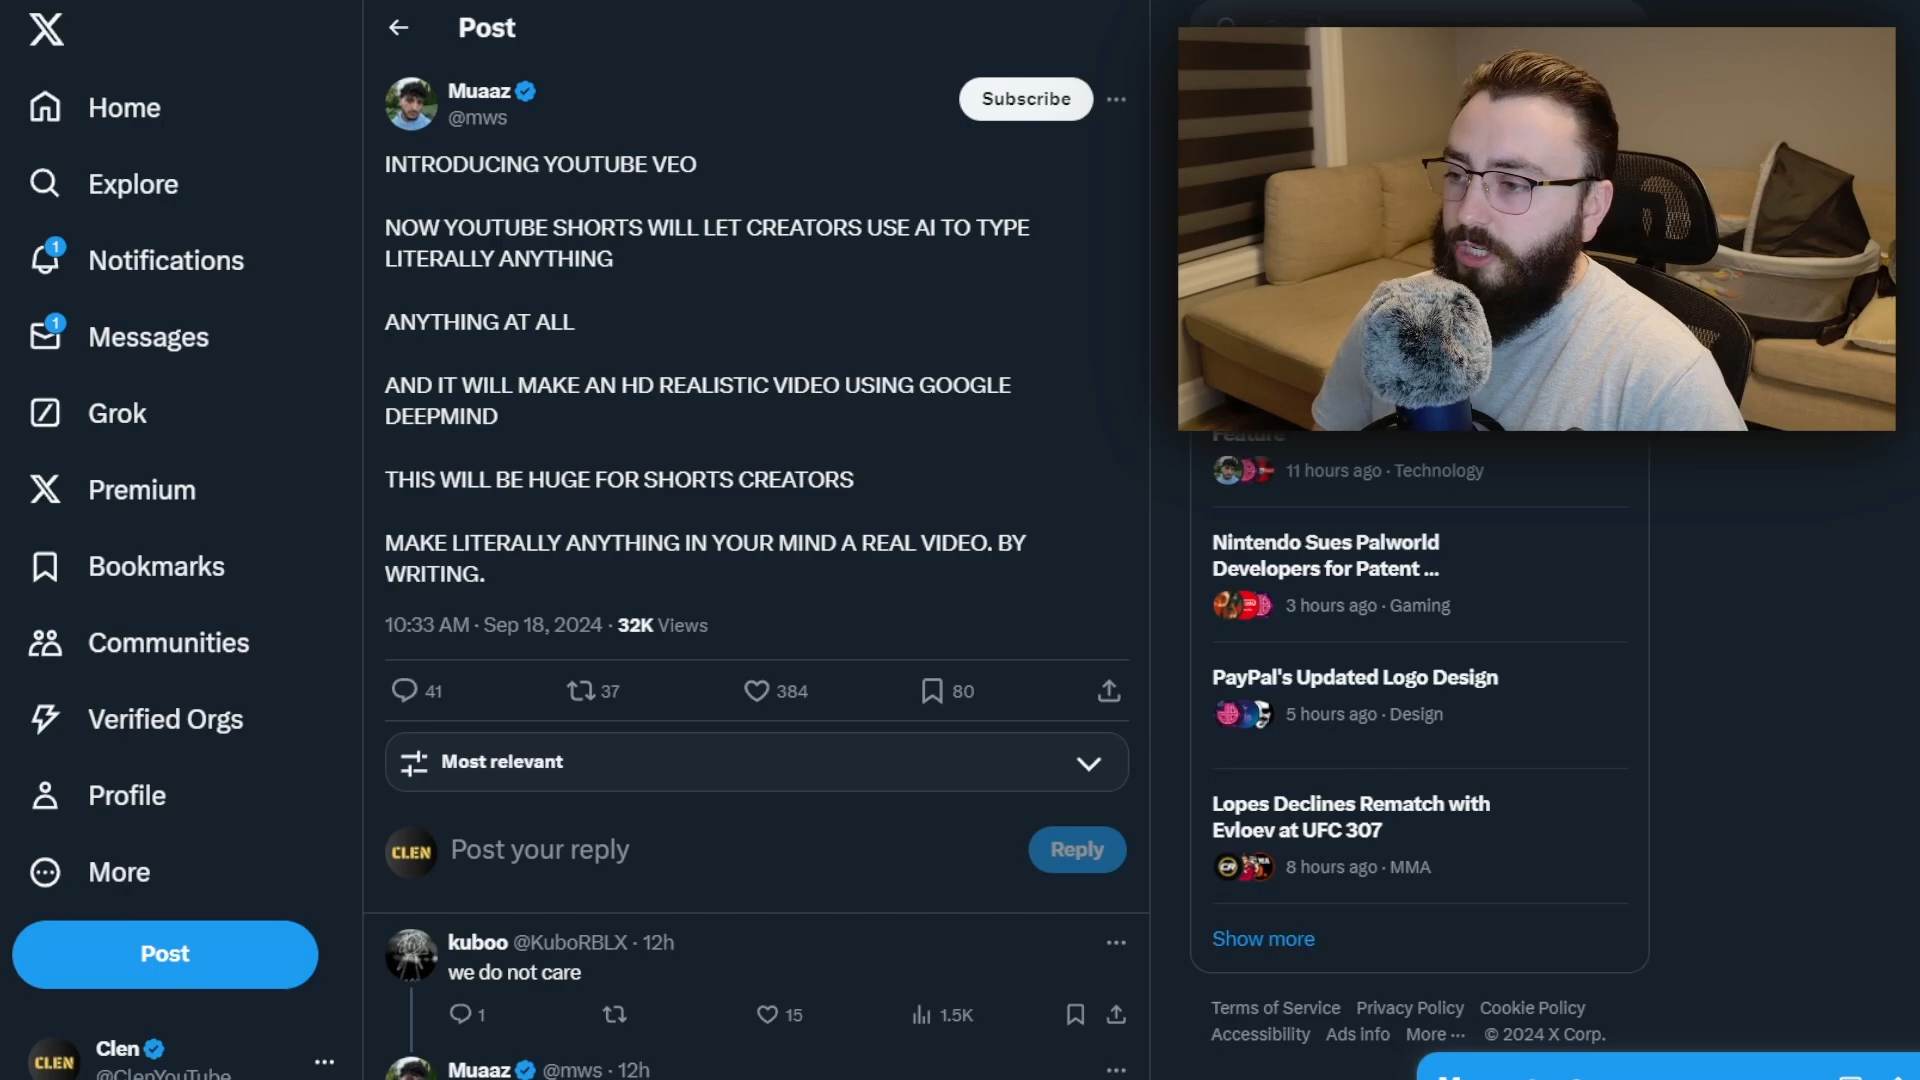 Home
Explore
1
Notifications
1
Messages
Grok
Premium
Bookmarks
Communities
Verified Orgs
Profile
More
Post
CLEN
Clen
@ClenYouTube
Post
Muaaz
@mws
Subscribe
INTRODUCING YOUTUBE VEO
NOW YOUTUBE SHORTS WILL LET CREATORS USE AI TO TYPE
LITERALLY ANYTHING
ANYTHING AT ALL
AND IT WILL MAKE AN HD REALISTIC VIDEO USING GOOGLE
DEEPMIND
THIS WILL BE HUGE FOR SHORTS CREATORS
MAKE LITERALLY ANYTHING IN YOUR MIND A REAL VIDEO. BY
WRITING.
10:33 AM · Sep 18, 2024 · 32K Views
41 37 384 80
Most relevant
CLEN Post your reply Reply
kuboo @KuboRBLX · 12h
we do not care
1 15 1.5K
Muaaz @mws · 12h
Feature
11 hours ago · Technology
Nintendo Sues Palworld
Developers for Patent ...
3 hours ago · Gaming
PayPal's Updated Logo Design
5 hours ago · Design
Lopes Declines Rematch with
Evloev at UFC 307
8 hours ago · MMA
Show more
Terms of Service Privacy Policy Cookie Policy
Accessibility Ads info More ··· © 2024 X Corp.